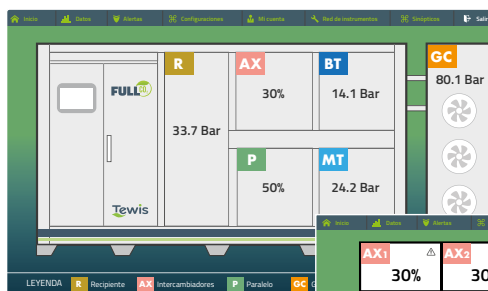 Inicio Datos Alertas Configuraciones Mi cuenta Red de instrumentos Sinópticos Salir
R AX BT GC
30% 14.1 Bar 80.1 Bar
FULL CO2
33.7 Bar
P MT
50% 24.2 Bar
Tewis
Inicio Datos Alertas
AX1 AX2
30%
LEYENDA R Recipiente AX Intercambiadores P Paralelo GC